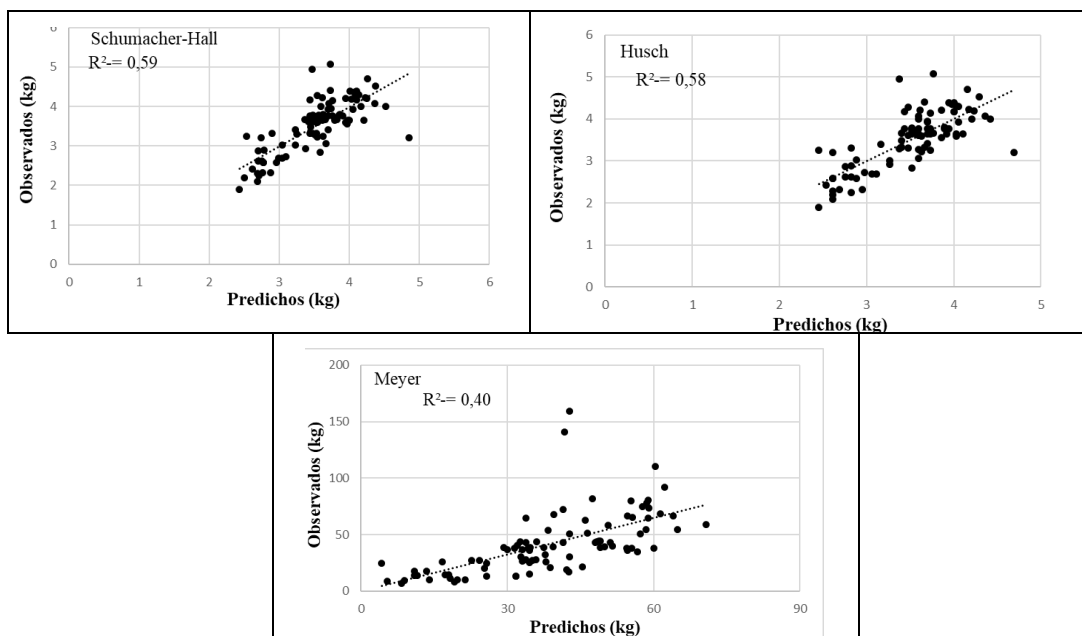 Schumacher-Hall
R²-= 0,59
Observados (kg)
6
5
4
3
2
1
0
0 1 2 3 4 5 6
Predichos (kg)
Husch
R²-= 0,58
Observados (kg)
6
5
4
3
2
1
0
0 1 2 3 4 5
Predichos (kg)
Meyer
R²-= 0,40
Observados (kg)
200
150
100
50
0
0 30 60 90
Predichos (kg)